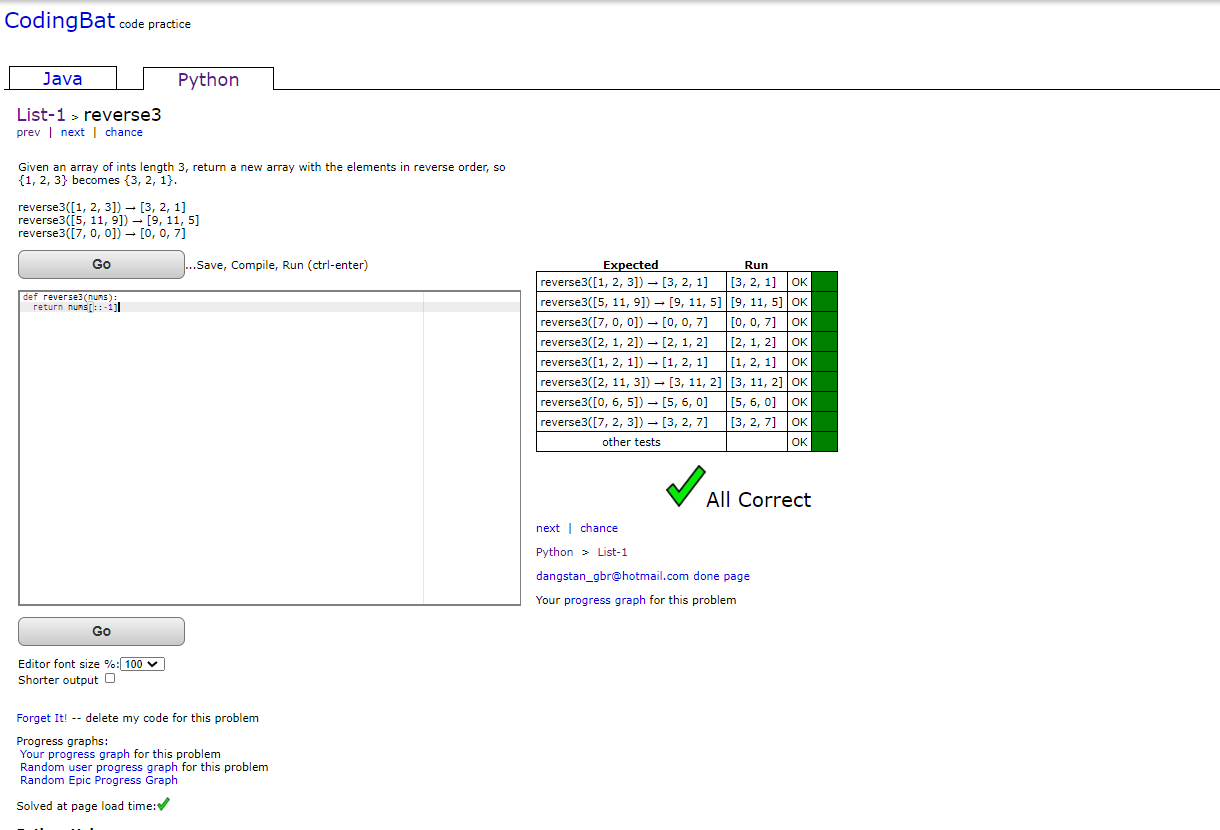 CodingBat code practice
Java
Python
List-1 > reverse3
prev | next | chance
Given an array of ints length 3, return a new array with the elements in reverse order, so
{1, 2, 3} becomes {3, 2, 1}.
reverse3([1, 2, 3]) → [3, 2, 1]
reverse3([5, 11, 9]) → [9, 11, 5]
reverse3([7, 0, 0]) → [0, 0, 7]
Go
...Save, Compile, Run (ctrl-enter)
def reverse3(nums):
  return nums[::-1]
Expected Run
reverse3([1, 2, 3]) → [3, 2, 1] [3, 2, 1] OK
reverse3([5, 11, 9]) → [9, 11, 5] [9, 11, 5] OK
reverse3([7, 0, 0]) → [0, 0, 7] [0, 0, 7] OK
reverse3([2, 1, 2]) → [2, 1, 2] [2, 1, 2] OK
reverse3([1, 2, 1]) → [1, 2, 1] [1, 2, 1] OK
reverse3([2, 11, 3]) → [3, 11, 2] [3, 11, 2] OK
reverse3([0, 6, 5]) → [5, 6, 0] [5, 6, 0] OK
reverse3([7, 2, 3]) → [3, 2, 7] [3, 2, 7] OK
other tests OK
All Correct
next | chance
Python > List-1
dangstan_gbr@hotmail.com done page
Your progress graph for this problem
Go
Editor font size %: 100
Shorter output
Forget It! -- delete my code for this problem
Progress graphs:
Your progress graph for this problem
Random user progress graph for this problem
Random Epic Progress Graph
Solved at page load time: